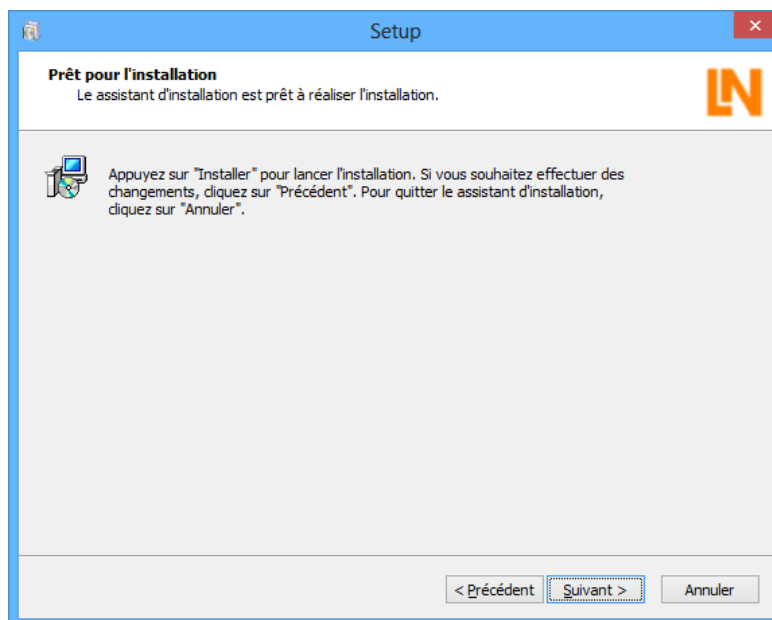 Setup
Prêt pour l'installation
Le assistant d'installation est prêt à réaliser l'installation.
LN
Appuyez sur "Installer" pour lancer l'installation. Si vous souhaitez effectuer des
changements, cliquez sur "Précédent". Pour quitter le assistant d'installation,
cliquez sur "Annuler".
< Précédent
Suivant >
Annuler